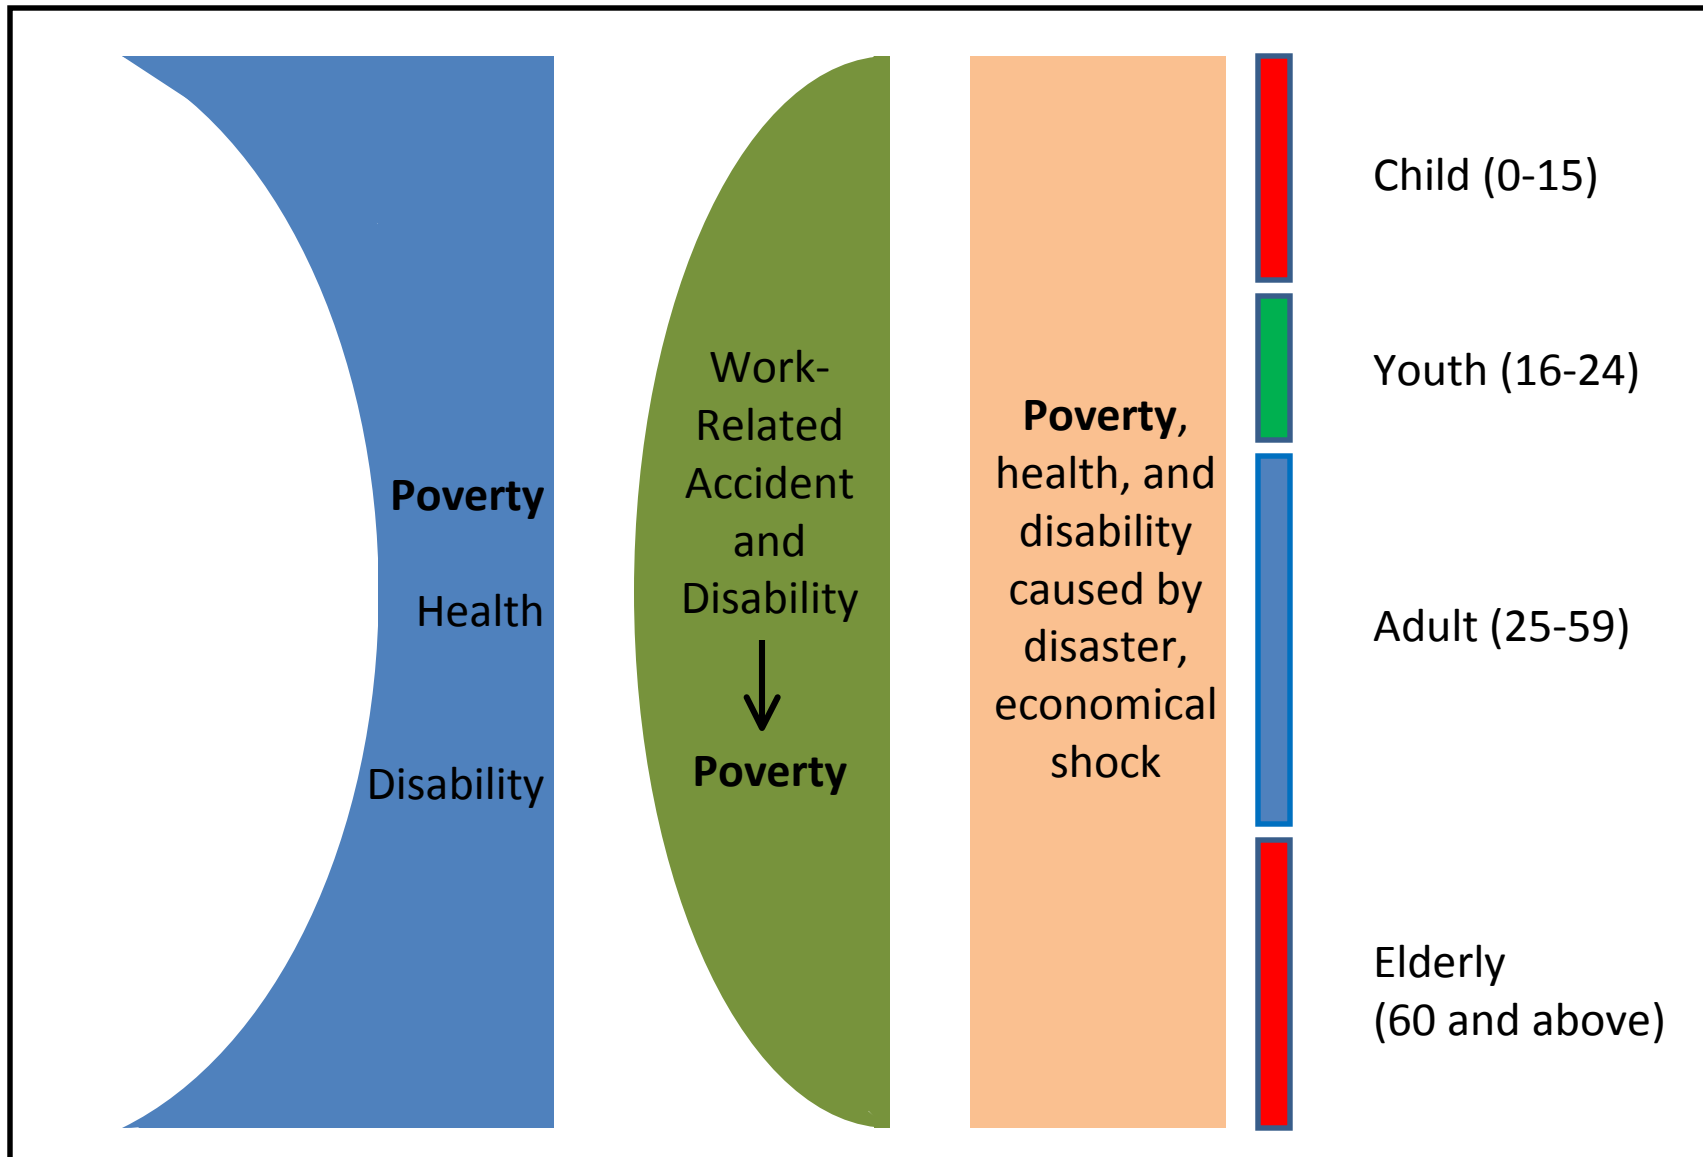 Poverty
Health
Disability
Work-
Related
Accident
and
Disability
Poverty
Poverty,
health, and
disability
caused by
disaster,
economical
shock
Child (0-15)
Youth (16-24)
Adult (25-59)
Elderly
(60 and above)